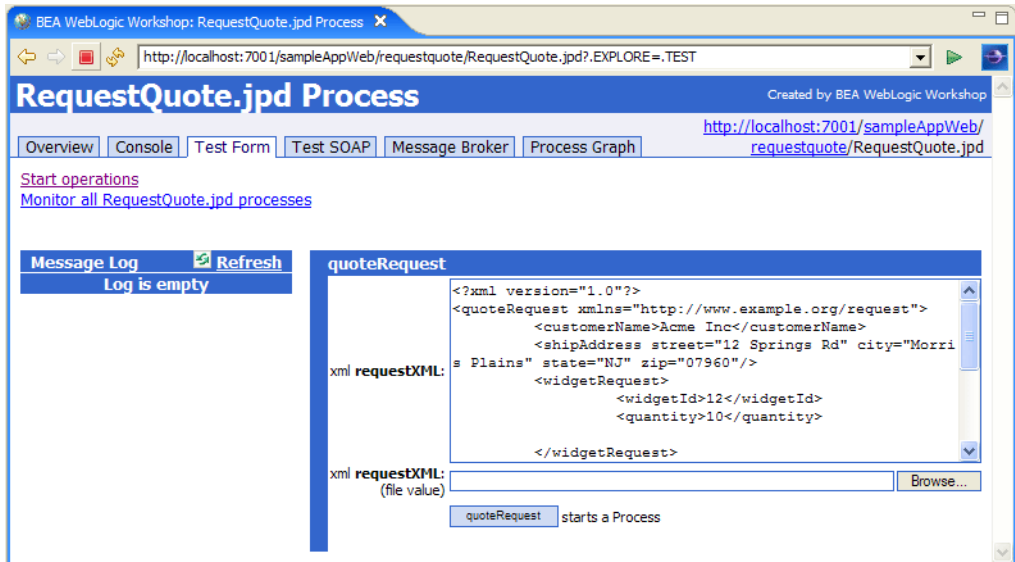 BEA WebLogic Workshop: RequestQuote.jpd Process
http://localhost:7001/sampleAppWeb/requestquote/RequestQuote.jpd?.EXPLORE=.TEST
RequestQuote.jpd Process
Created by BEA WebLogic Workshop
http://localhost:7001/sampleAppWeb/
requestquote/RequestQuote.jpd
Overview Console Test Form Test SOAP Message Broker Process Graph
Start operations
Monitor all RequestQuote.jpd processes
Message Log Refresh
Log is empty
quoteRequest
xml requestXML:
<?xml version="1.0"?>
<quoteRequest xmlns="http://www.example.org/request">
<customerName>Acme Inc</customerName>
<shipAddress street="12 Springs Rd" city="Morri
s Plains" state="NJ" zip="07960"/>
<widgetRequest>
<widgetId>12</widgetId>
<quantity>10</quantity>
</widgetRequest>
xml requestXML:
(file value)
Browse...
quoteRequest starts a Process